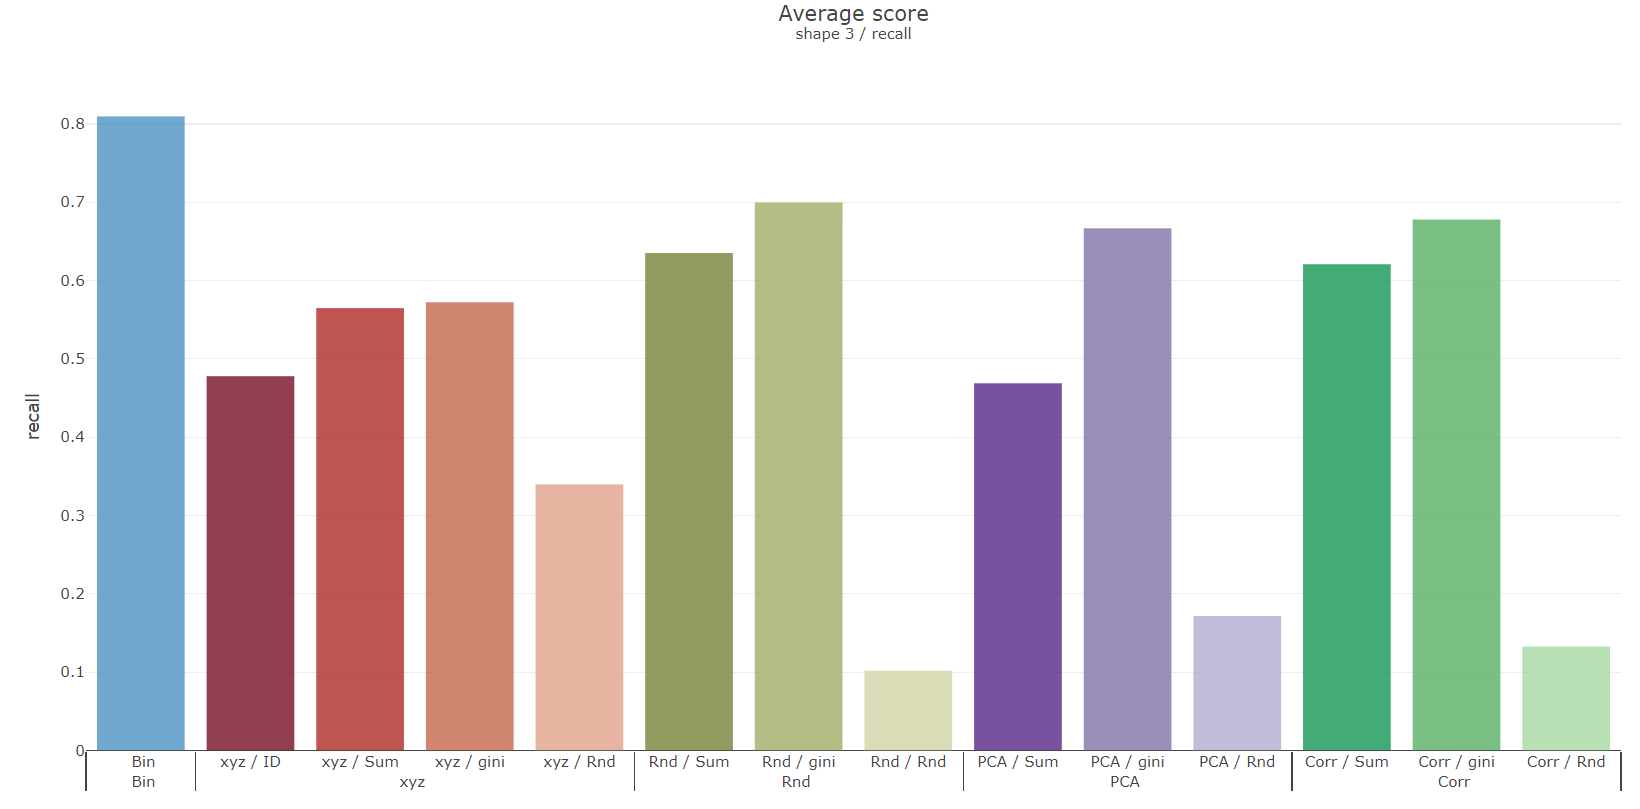 Average score
shape 3 / recall
recall
0.8
0.7
0.6
0.5
0.4
0.3
0.2
0.1
0
Bin xyz / ID xyz / Sum xyz / gini xyz / Rnd Rnd / Sum Rnd / gini Rnd / Rnd PCA / Sum PCA / gini PCA / Rnd Corr / Sum Corr / gini Corr / Rnd
Bin xyz Rnd PCA Corr